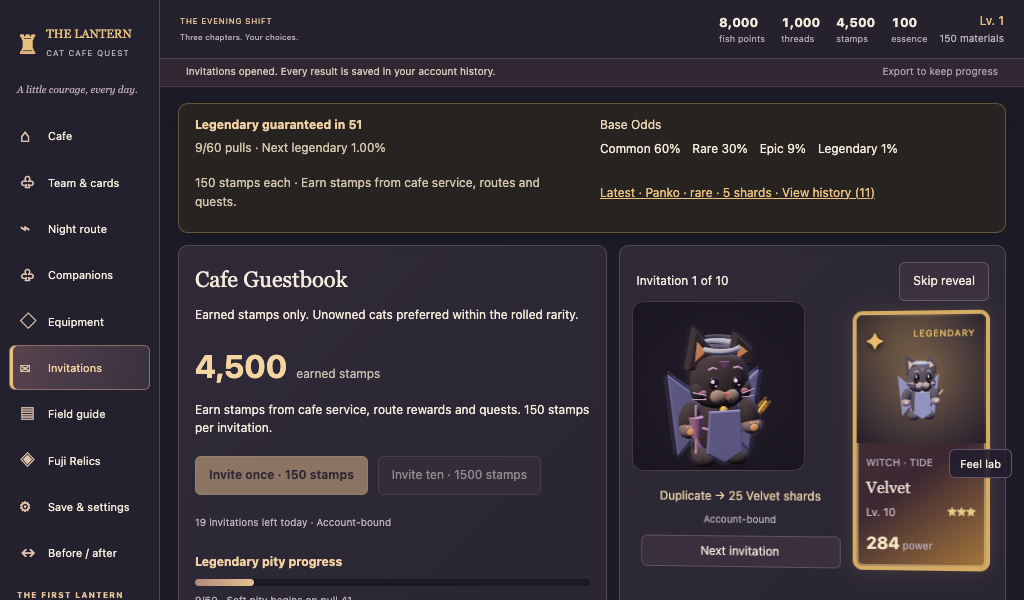 THE LANTERN
CAT CAFE QUEST
A little courage, every day.
Cafe
Team & cards
Night route
Companions
Equipment
Invitations
Field guide
Fuji Relics
Save & settings
Before / after
THE FIRST LANTERN
THE EVENING SHIFT
Three chapters. Your choices.
8,000
fish points
1,000
threads
4,500
stamps
100
essence
Lv. 1
150 materials
Invitations opened. Every result is saved in your account history.
Export to keep progress
Legendary guaranteed in 51
9/60 pulls · Next legendary 1.00%
150 stamps each · Earn stamps from cafe service, routes and
quests.
Base Odds
Common 60% Rare 30% Epic 9% Legendary 1%
Latest · Panko · rare · 5 shards · View history (11)
Cafe Guestbook
Earned stamps only. Unowned cats preferred within the rolled rarity.
4,500 earned stamps
Earn stamps from cafe service, route rewards and quests. 150 stamps
per invitation.
Invite once · 150 stamps
Invite ten · 1500 stamps
19 invitations left today · Account-bound
Legendary pity progress
9/60 · Soft pity begins on pull 41
Invitation 1 of 10
Skip reveal
Duplicate → 25 Velvet shards
Account-bound
Next invitation
LEGENDARY
WITCH · TIDE
Velvet
Lv. 10
★★★
284 power
Feel lab